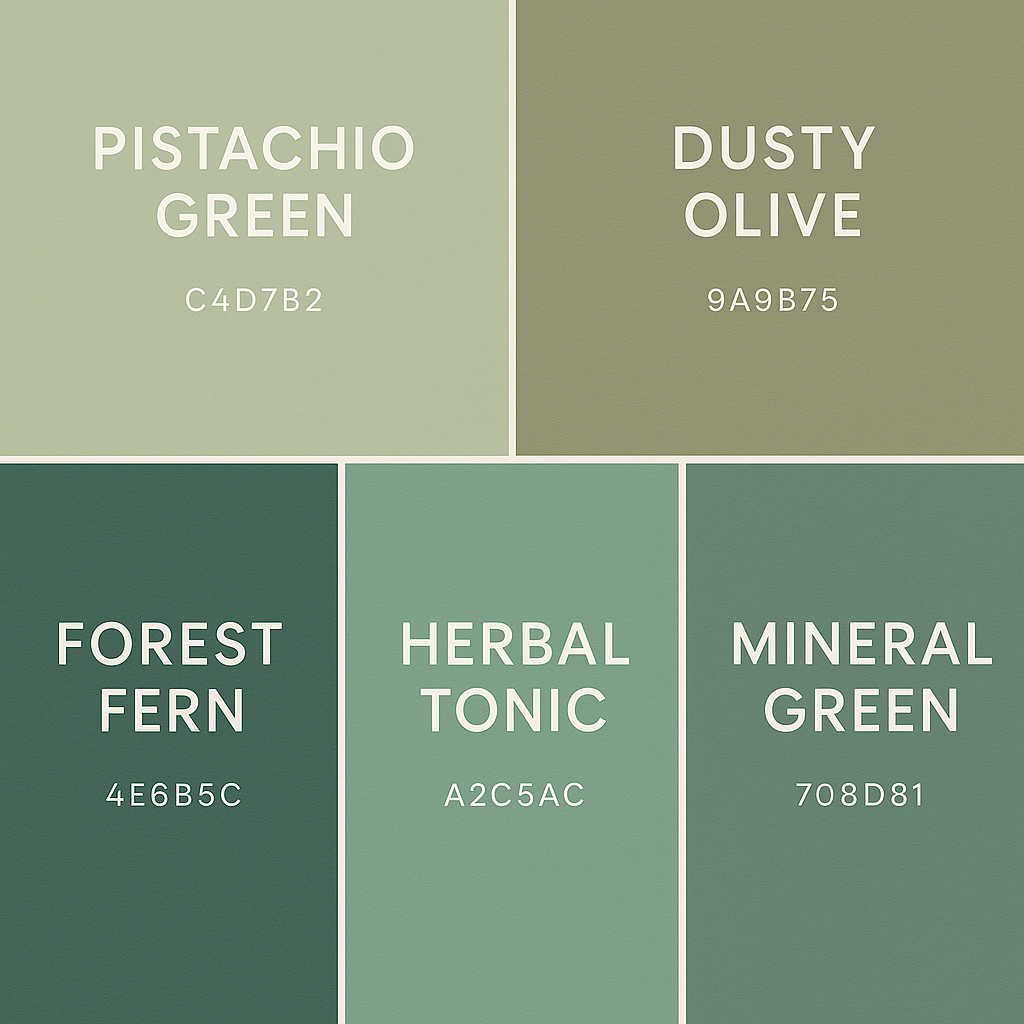 PISTACHIO
GREEN
C4D7B2
DUSTY
OLIVE
9A9B75
FOREST
FERN
4E6B5C
HERBAL
TONIC
A2C5AC
MINERAL
GREEN
708D81